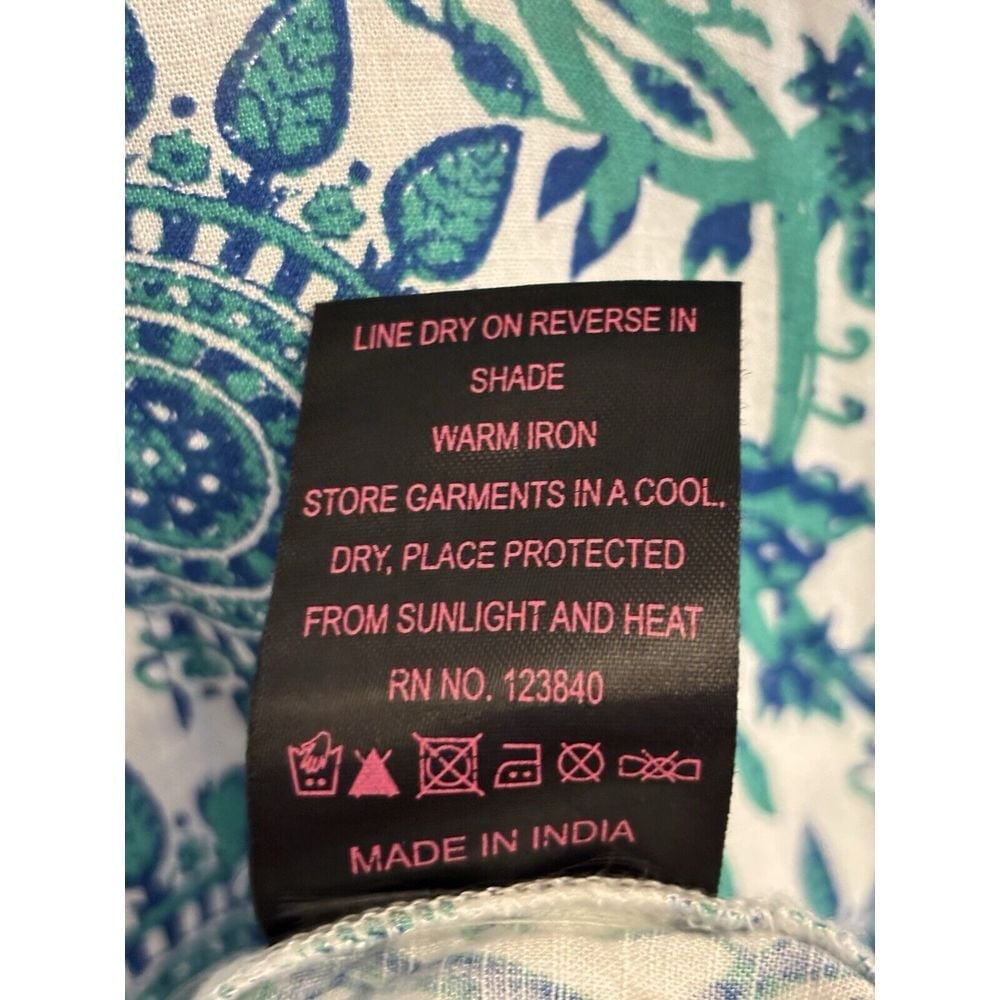 LINE DRY ON REVERSE IN
SHADE
WARM IRON
STORE GARMENTS IN A COOL,
DRY, PLACE PROTECTED
FROM SUNLIGHT AND HEAT
RN NO. 123840
MADE IN INDIA